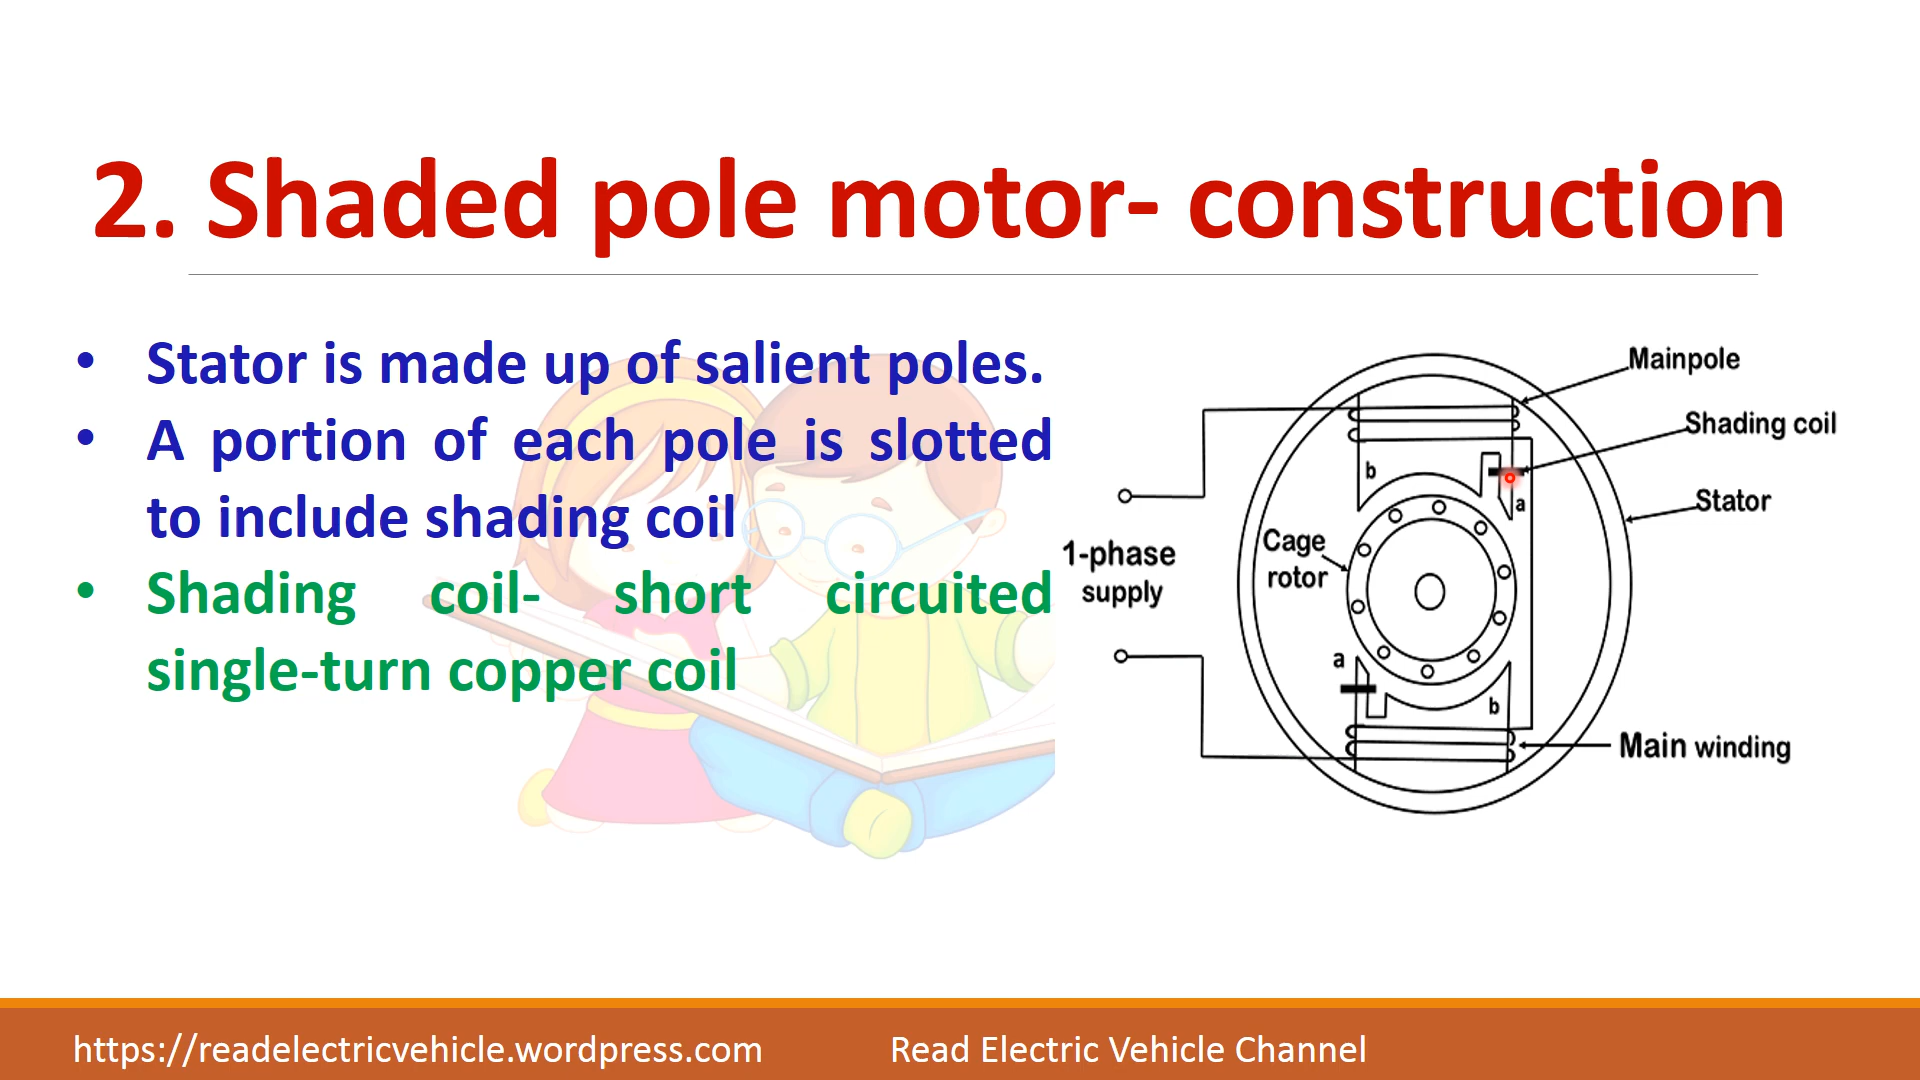 2. Shaded pole motor- construction
• Stator is made up of salient poles.
• A portion of each pole is slotted
to include shading coil
• Shading coil- short circuited
single-turn copper coil
Mainpole
Shading coil
b
a
Stator
Cage
rotor
1-phase
supply
a
b
Main winding
https://readelectricvehicle.wordpress.com
Read Electric Vehicle Channel